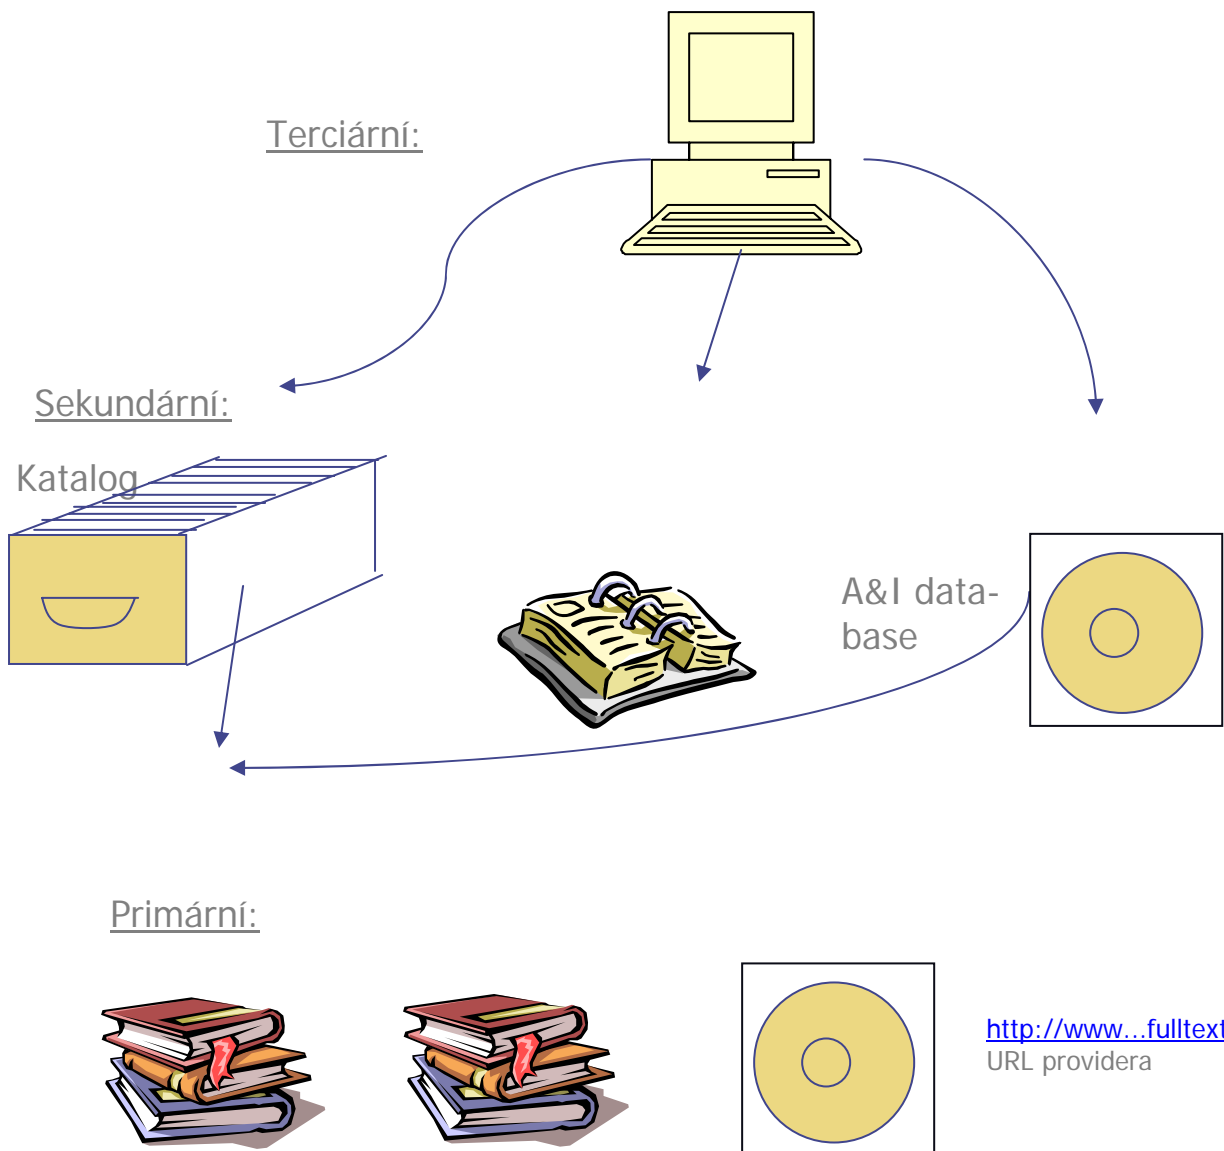 Terciární:
Sekundární:
Katalog
A&I data-
base
Primární:
http://www...fulltext
URL providera